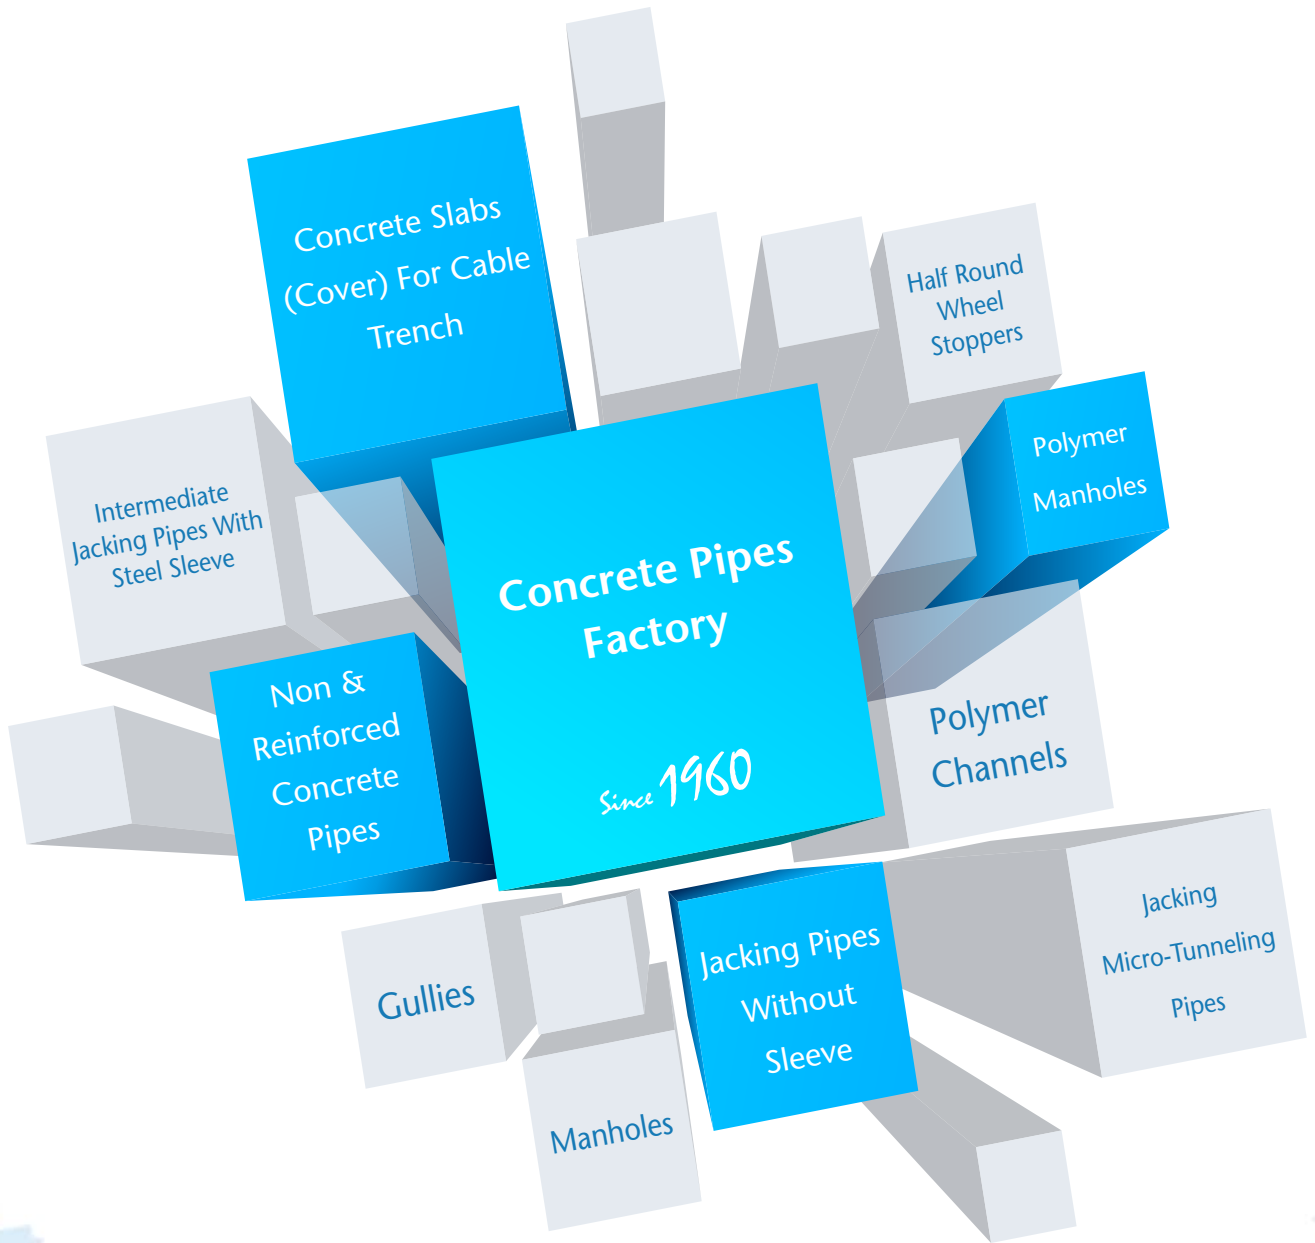 Concrete Slabs
(Cover) For Cable
Trench
Half Round
Wheel
Stoppers
Polymer
Manholes
Intermediate
Jacking Pipes With
Steel Sleeve
Concrete Pipes
Factory
Since 1960
Non &
Reinforced
Concrete
Pipes
Polymer
Channels
Gullies
Manholes
Jacking Pipes
Without
Sleeve
Jacking
Micro-Tunneling
Pipes